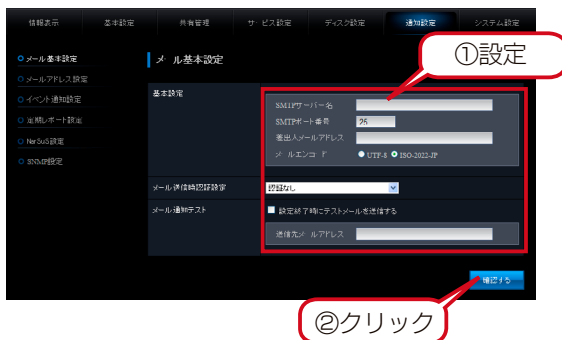 情報表示 基本設定 共有管理 サービス設定 ディスク設定 通知設定 システム設定
①設定
メール基本設定
メールアドレス設定
イベント通知設定
定期レポート設定
NarSuS設定
SNMP設定
メール基本設定
基本設定
SMTPサーバー名
SMTPポート番号 25
差出人メールアドレス
メールエンコード UTF-8 ISO-2022-JP
メール送信時認証設定 認証なし
メール通知テスト 設定終了時にテストメールを送信する
送信先メールアドレス
確認する
②クリック